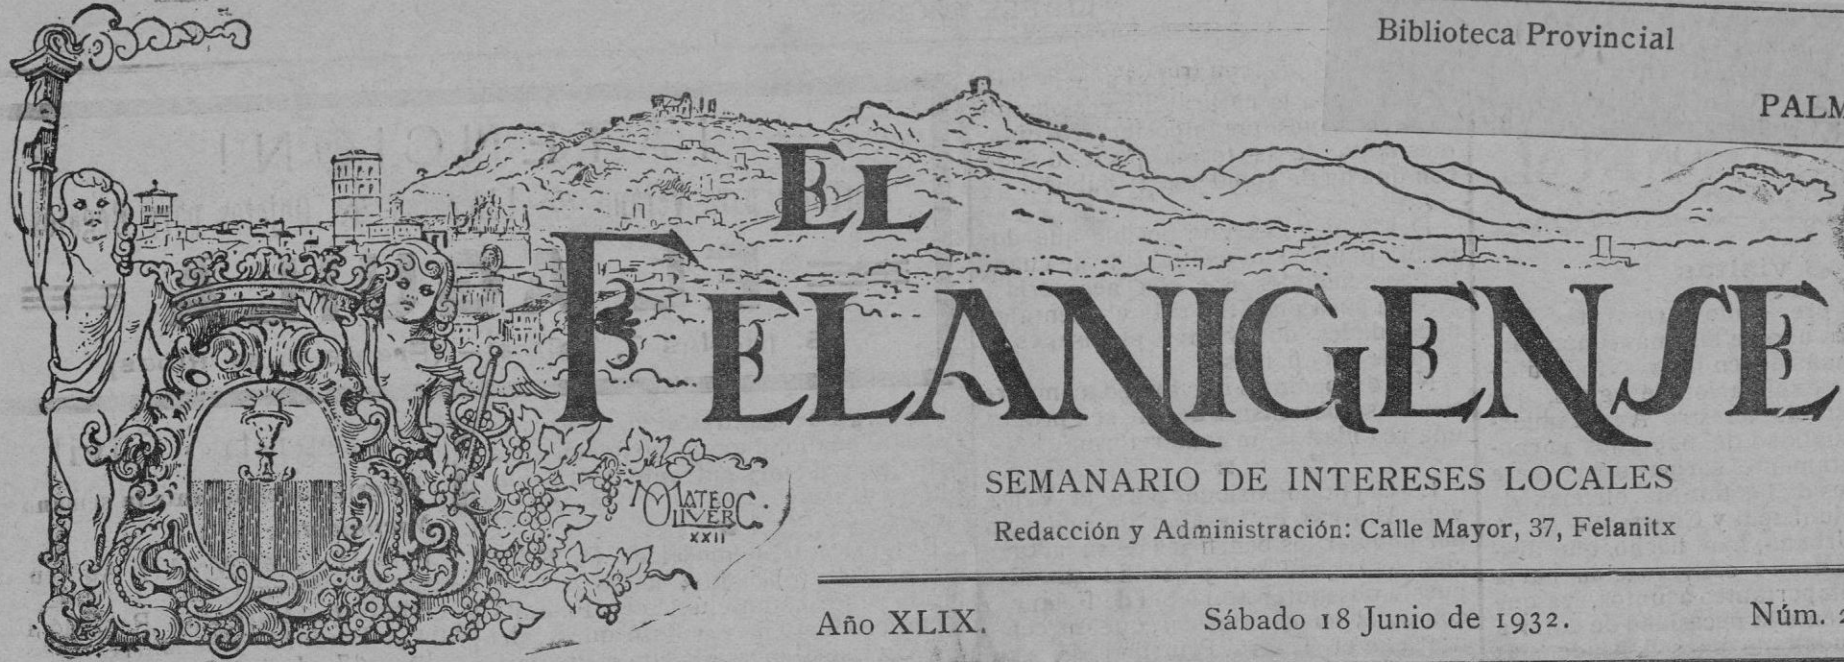 Biblioteca Provincial
EL
FELANIGENSE
MATEO
OLIVER C.
XXII
SEMANARIO DE INTERESES LOCALES
Redacción y Administración: Calle Mayor, 37, Felanitx
Año XLIX. Sábado 18 Junio de 1932. Núm.